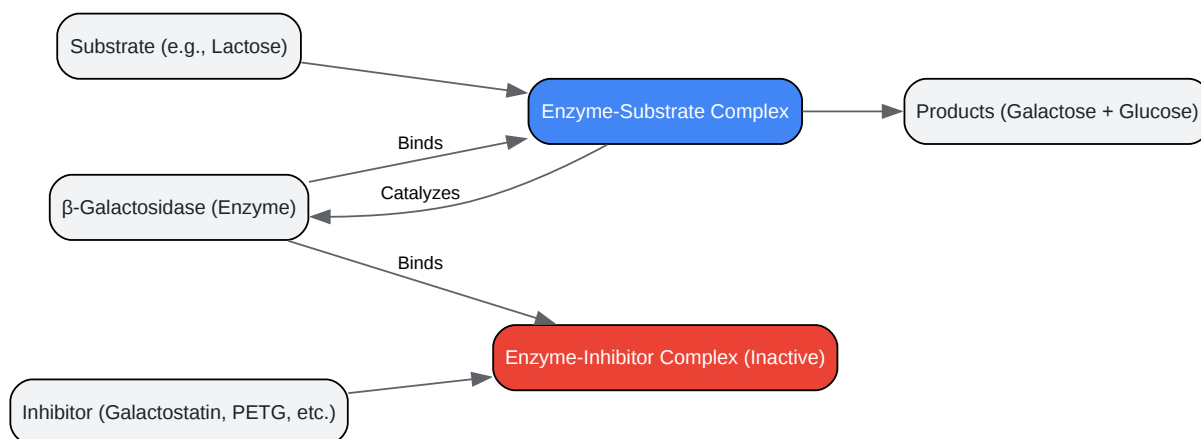 Substrate (e.g., Lactose)
Enzyme-Substrate Complex
Products (Galactose + Glucose)
Binds
Catalyzes
β-Galactosidase (Enzyme)
Binds
Enzyme-Inhibitor Complex (Inactive)
Inhibitor (Galactostatin, PETG, etc.)